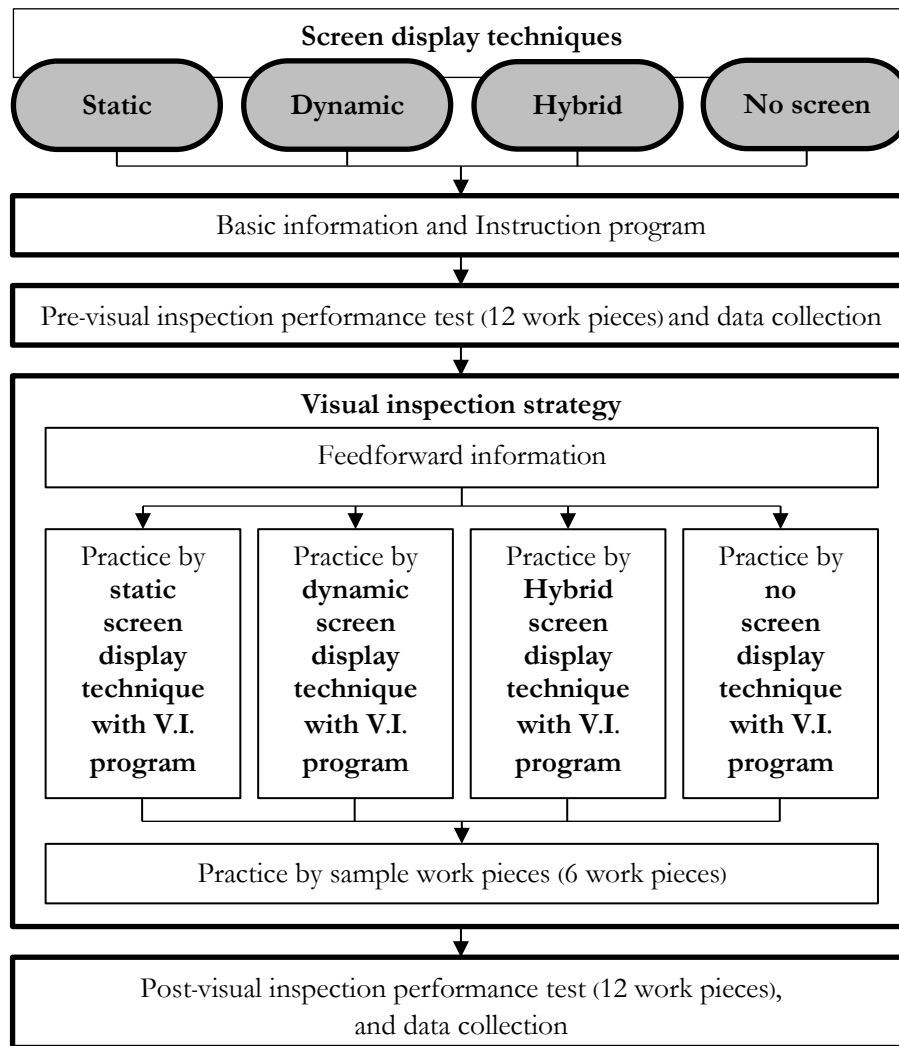 Screen display techniques
Static
Dynamic
Hybrid
No screen
Basic information and Instruction program
Pre-visual inspection performance test (12 work pieces) and data collection
Visual inspection strategy
Feedforward information
Practice by
static
screen
display
technique
with V.I.
program
Practice by
dynamic
screen
display
technique
with V.I.
program
Practice by
Hybrid
screen
display
technique
with V.I.
program
Practice by
no
screen
display
technique
with V.I.
program
Practice by sample work pieces (6 work pieces)
Post-visual inspection performance test (12 work pieces),
and data collection